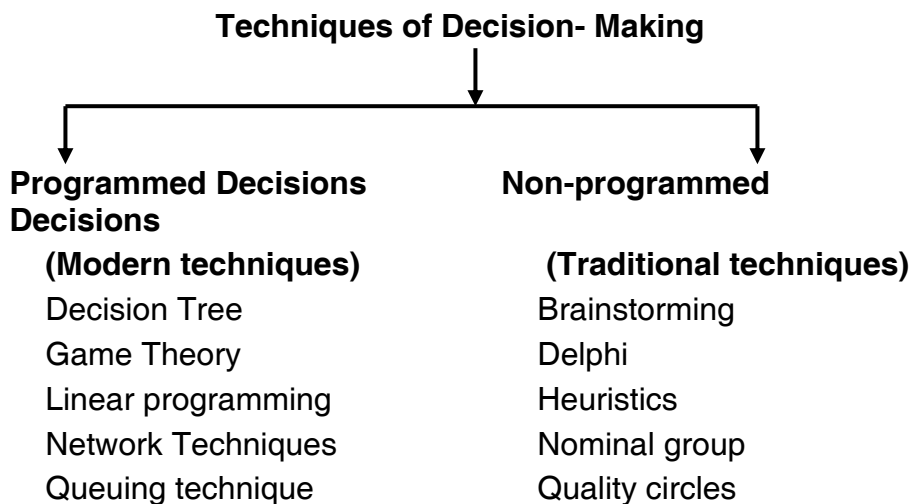 Techniques of Decision- Making
Programmed Decisions Non-programmed
Decisions
(Modern techniques) (Traditional techniques)
Decision Tree Brainstorming
Game Theory Delphi
Linear programming Heuristics
Network Techniques Nominal group
Queuing technique Quality circles